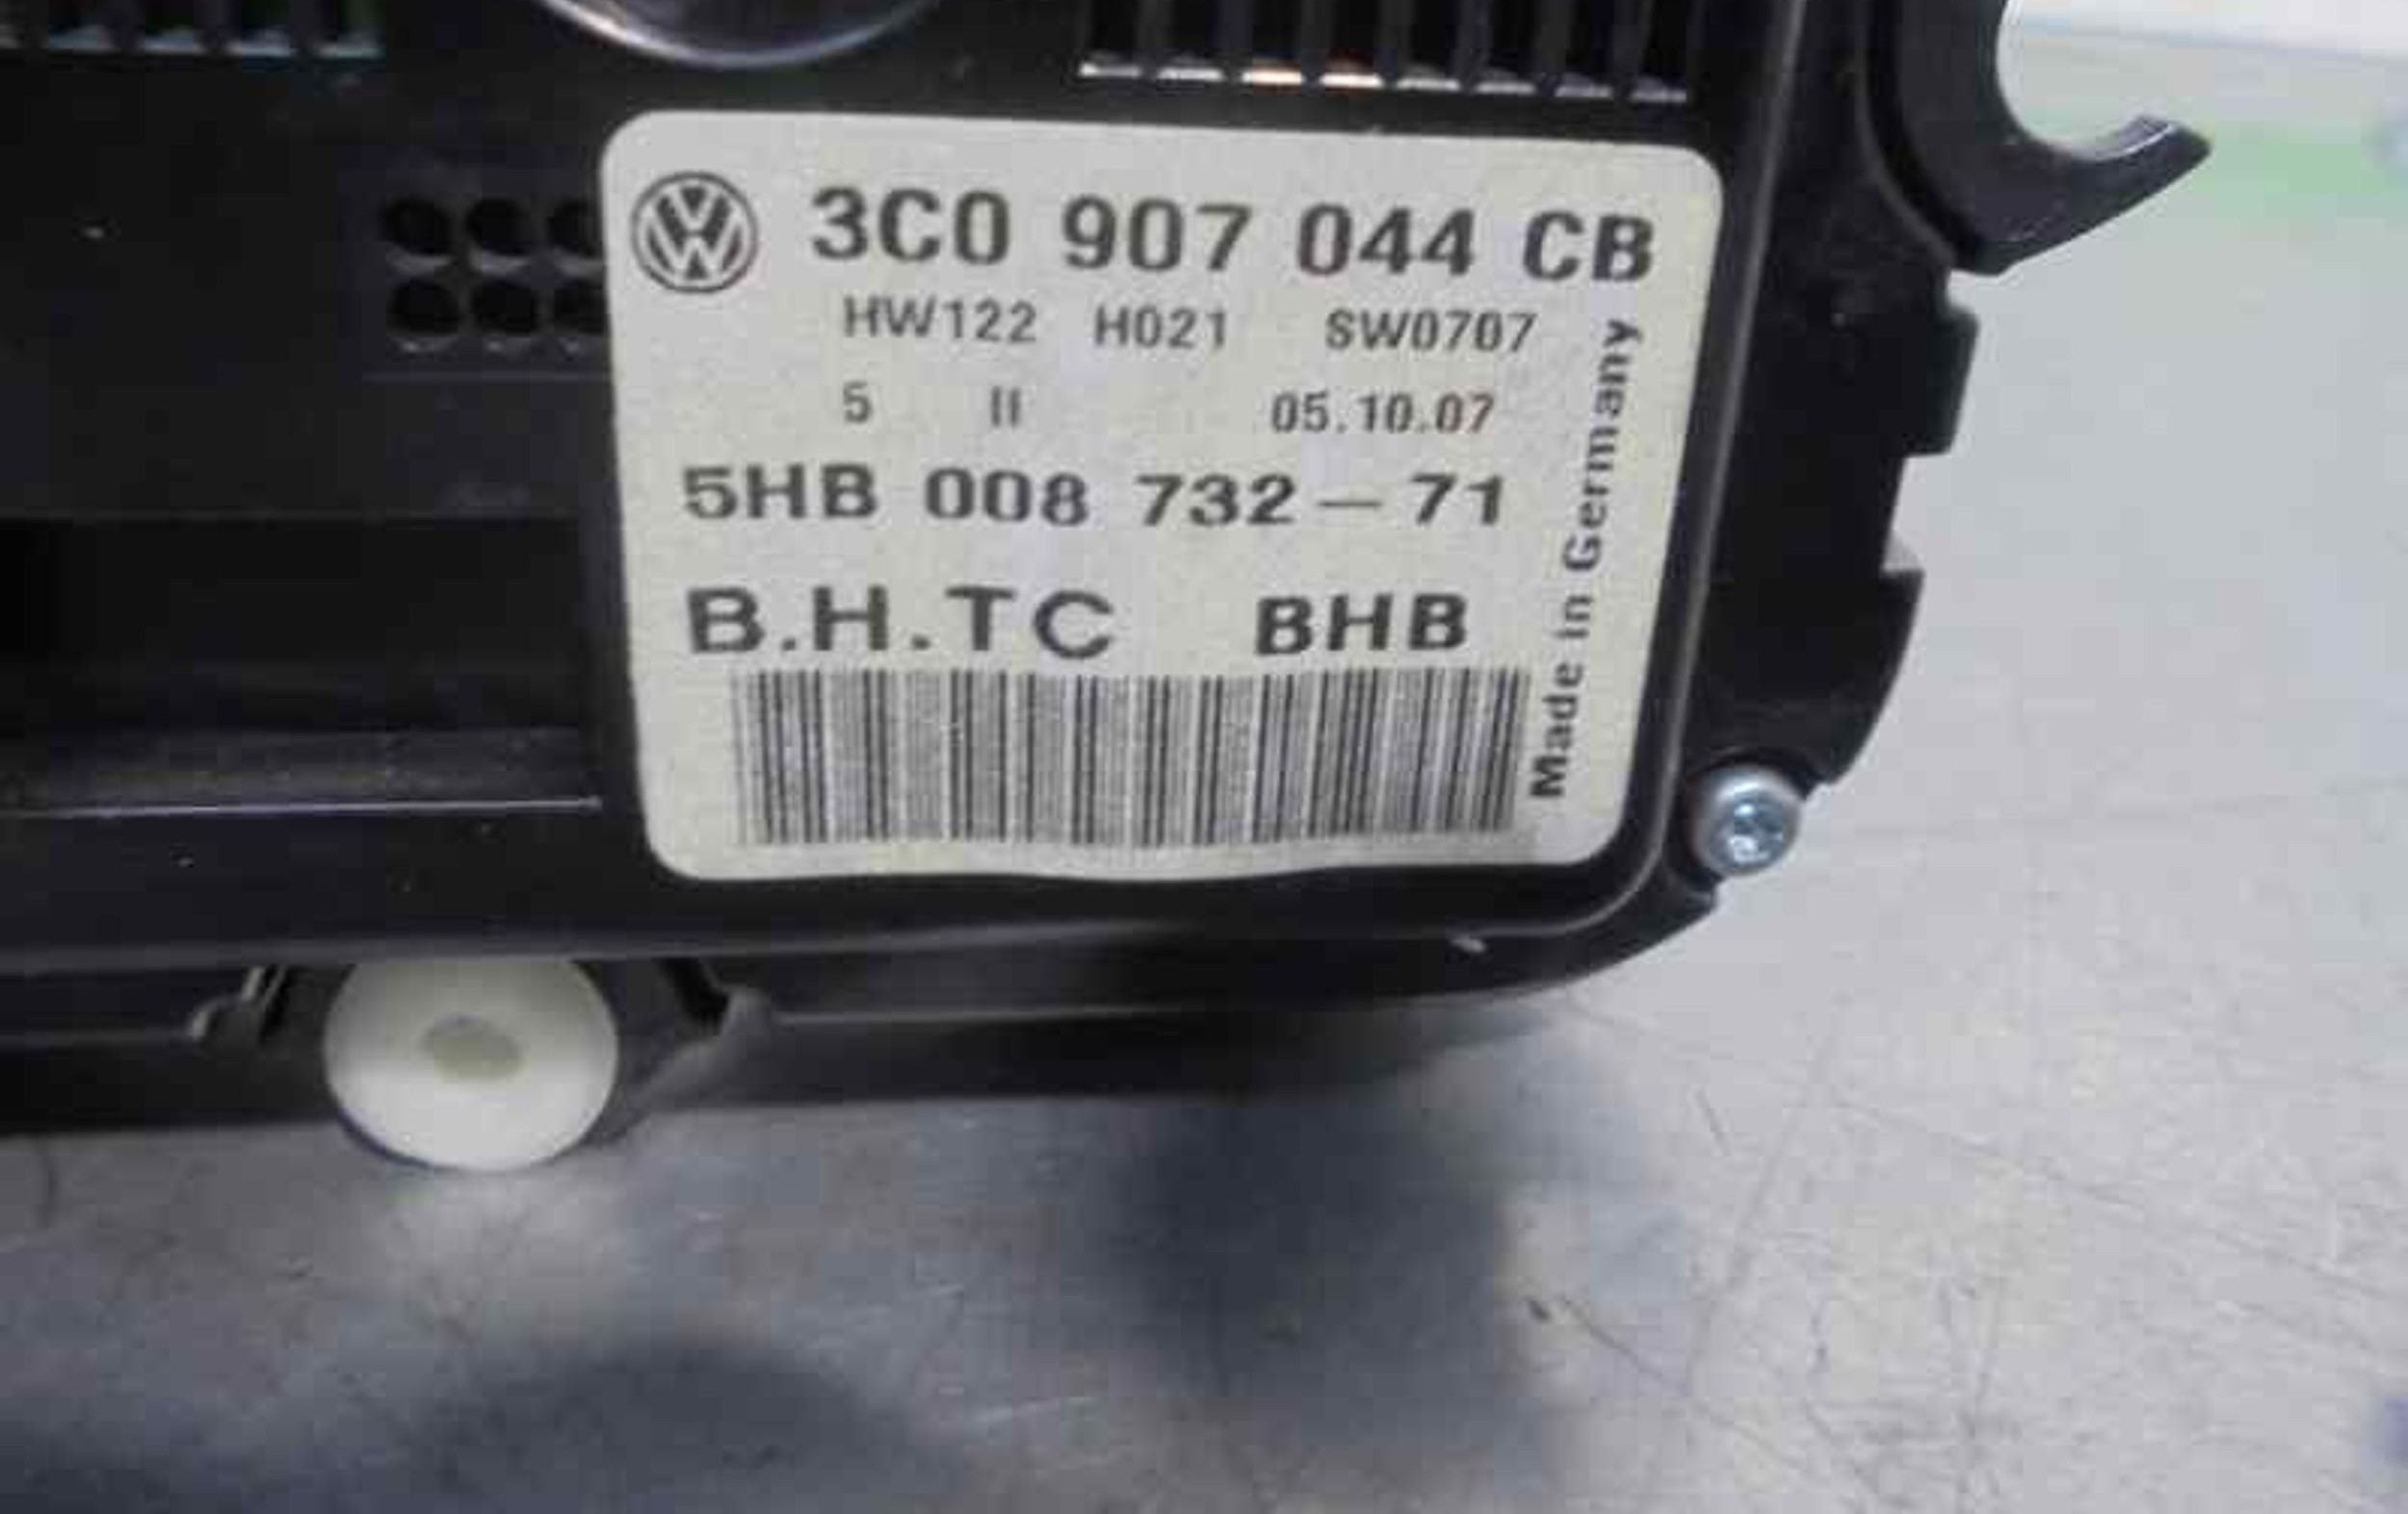 3C0 907 044 CB
HW122 H021 SW0707
5 II 05.10.07
5HB 008 732-71
B.H.TC BHB
Made in Germany